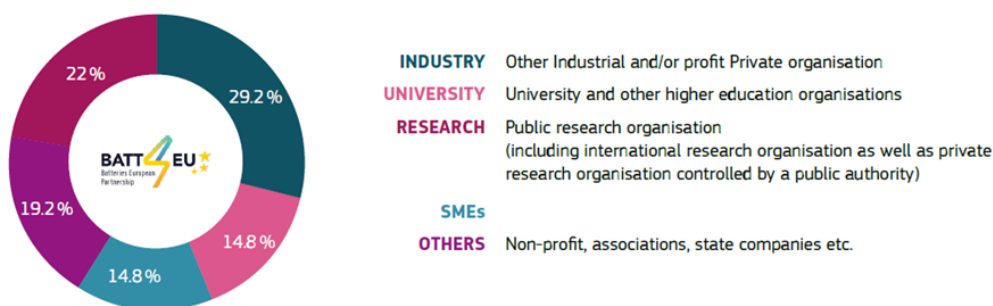 22 %
29.2 %
19.2 %
14.8 %
14.8 %
BATT4EU
Batteries European
Partnership
INDUSTRY Other Industrial and/or profit Private organisation
UNIVERSITY University and other higher education organisations
RESEARCH Public research organisation
(including international research organisation as well as private
research organisation controlled by a public authority)
SMEs
OTHERS Non-profit, associations, state companies etc.